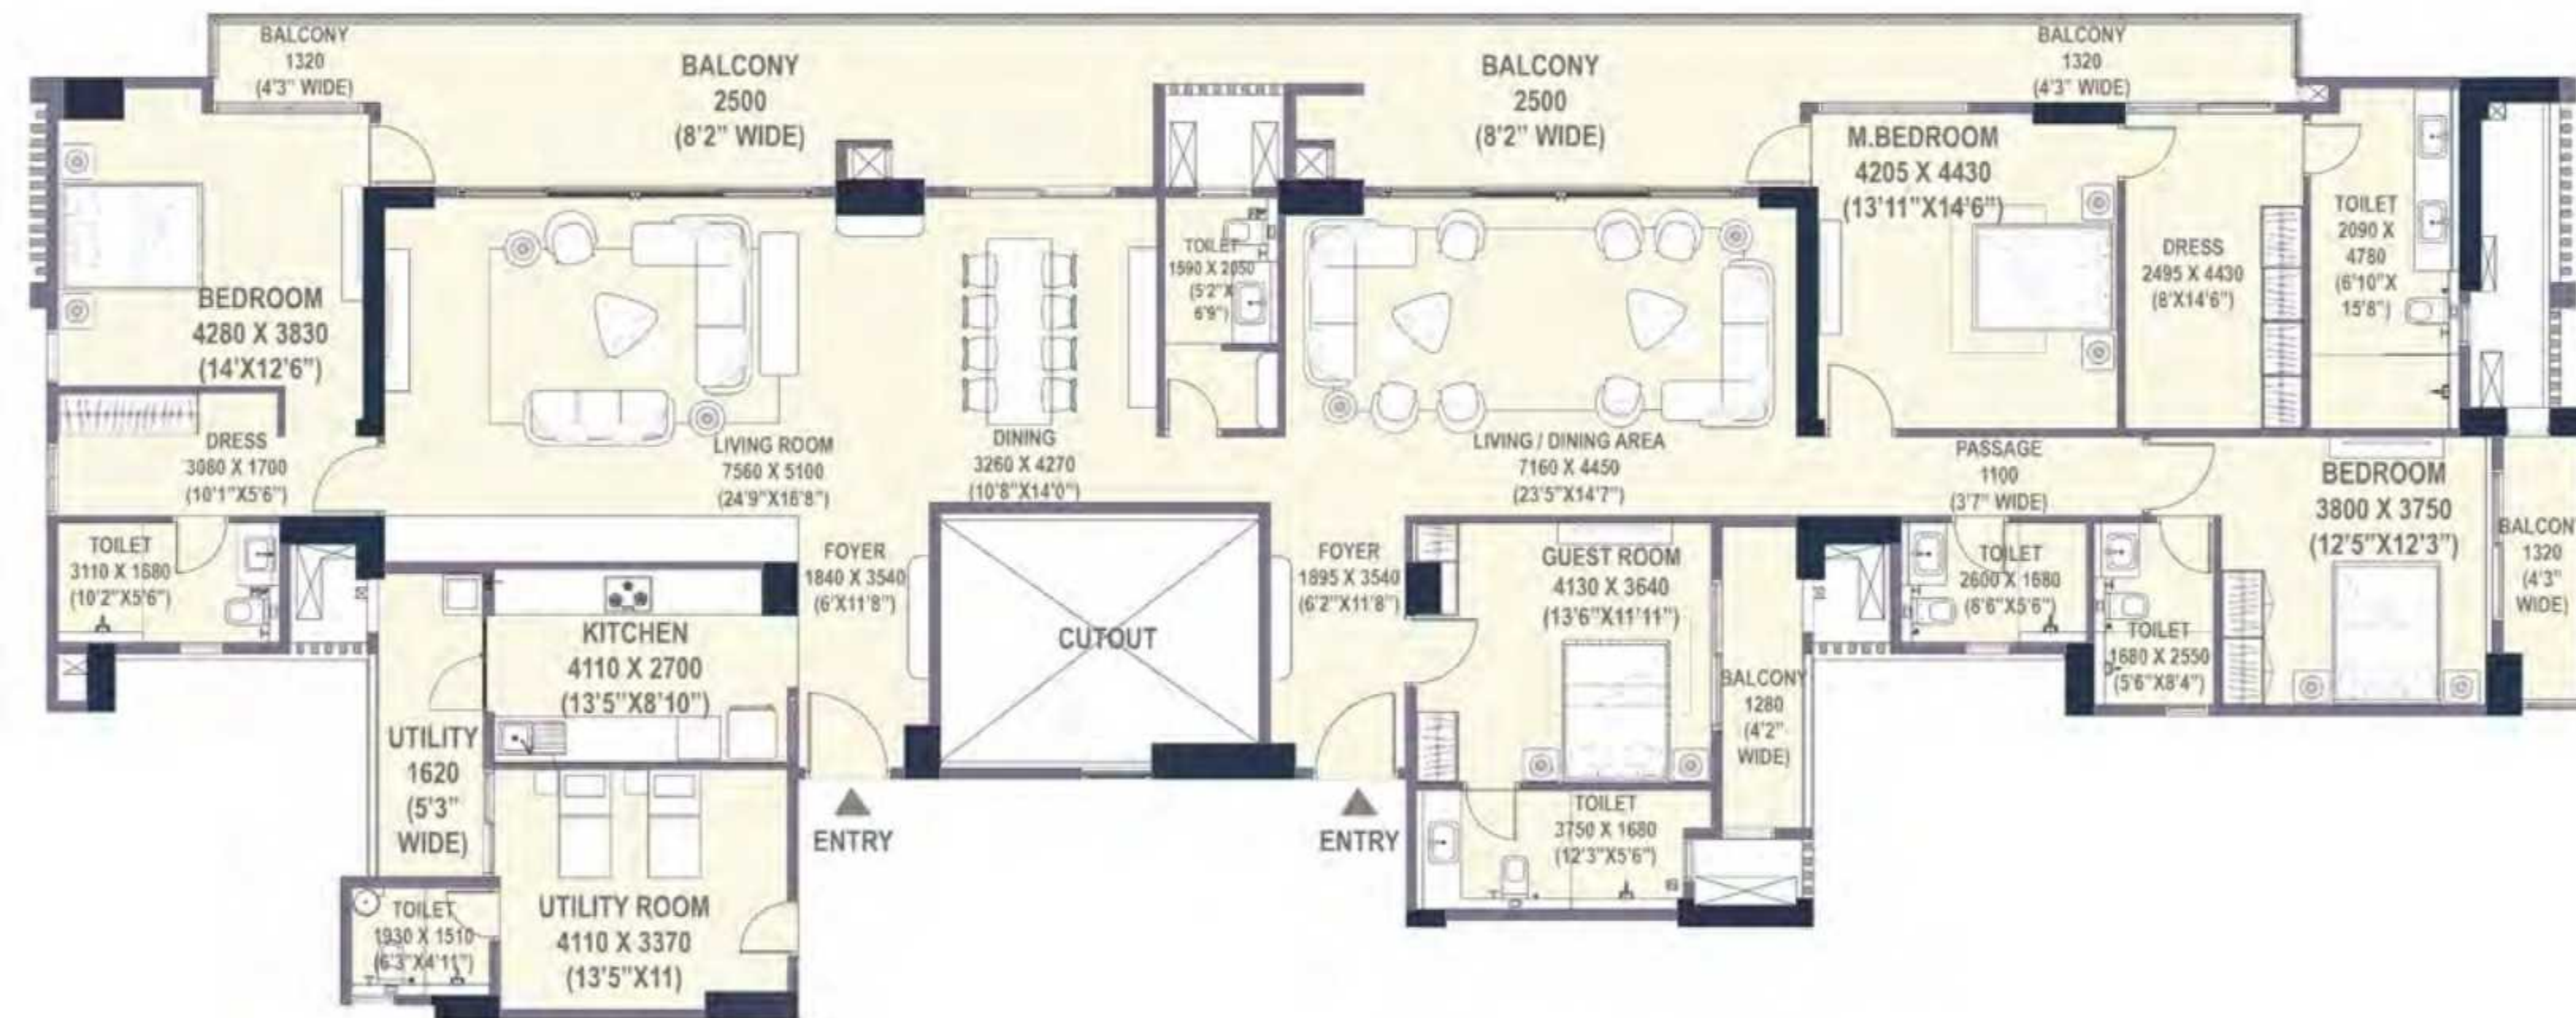 BALCONY
1320
(4'3" WIDE)
BALCONY
2500
(8'2" WIDE)
BALCONY
2500
(8'2" WIDE)
BALCONY
1320
(4'3" WIDE)
BEDROOM
4280 X 3830
(14'X12'6")
TOILET
1590 X 2050
(5'2"X
6'9")
M.BEDROOM
4205 X 4430
(13'11"X14'6")
DRESS
2495 X 4430
(8'X14'6")
TOILET
2090 X
4780
(6'10"X
15'8")
DRESS
3080 X 1700
(10'1"X5'6")
LIVING ROOM
7560 X 5100
(24'9"X16'8")
DINING
3260 X 4270
(10'8"X14'0")
LIVING / DINING AREA
7160 X 4450
(23'5"X14'7")
PASSAGE
1100
(3'7" WIDE)
BEDROOM
3800 X 3750
(12'5"X12'3")
BALCON
1320
(4'3"
WIDE)
TOILET
3110 X 1680
(10'2"X5'6")
FOYER
1840 X 3540
(6'X11'8")
CUTOUT
FOYER
1895 X 3540
(6'2"X11'8")
GUEST ROOM
4130 X 3640
(13'6"X11'11")
TOILET
2600 X 1680
(8'6"X5'6")
TOILET
1680 X 2550
(5'6"X8'4")
KITCHEN
4110 X 2700
(13'5"X8'10")
BALCONY
1280
(4'2"
WIDE)
UTILITY
1620
(5'3"
WIDE)
ENTRY
ENTRY
TOILET
3750 X 1680
(12'3"X5'6")
TOILET
1930 X 1510
(6'3"X4'11")
UTILITY ROOM
4110 X 3370
(13'5"X11)